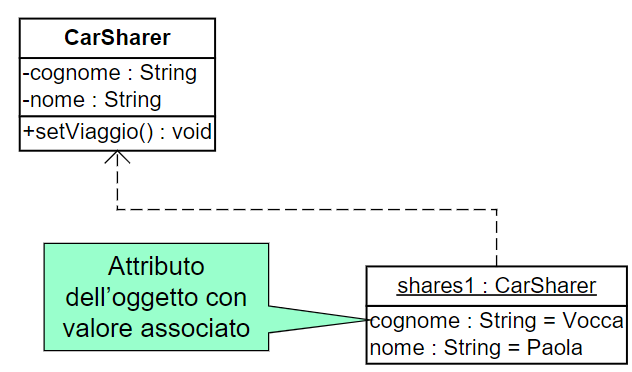 CarSharer
-cognome : String
-nome : String
+setViaggio() : void
Attributo
dell'oggetto con
valore associato
shares1 : CarSharer
cognome : String = Vocca
nome : String = Paola